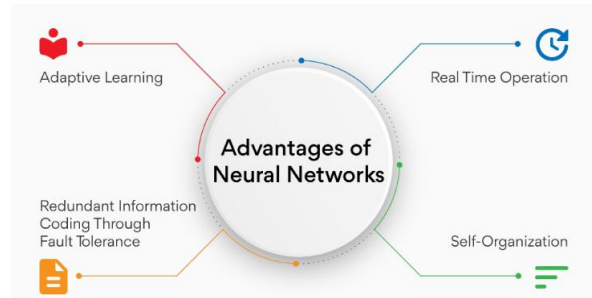 Adaptive Learning
Real Time Operation
Advantages of
Neural Networks
Redundant Information
Coding Through
Fault Tolerance
Self-Organization